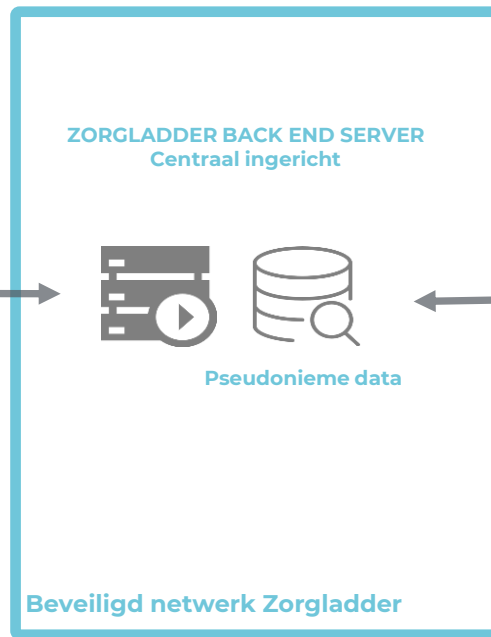 ZORGLADDER BACK END SERVER
Centraal ingericht
Pseudonieme data
Beveiligd netwerk Zorgladder